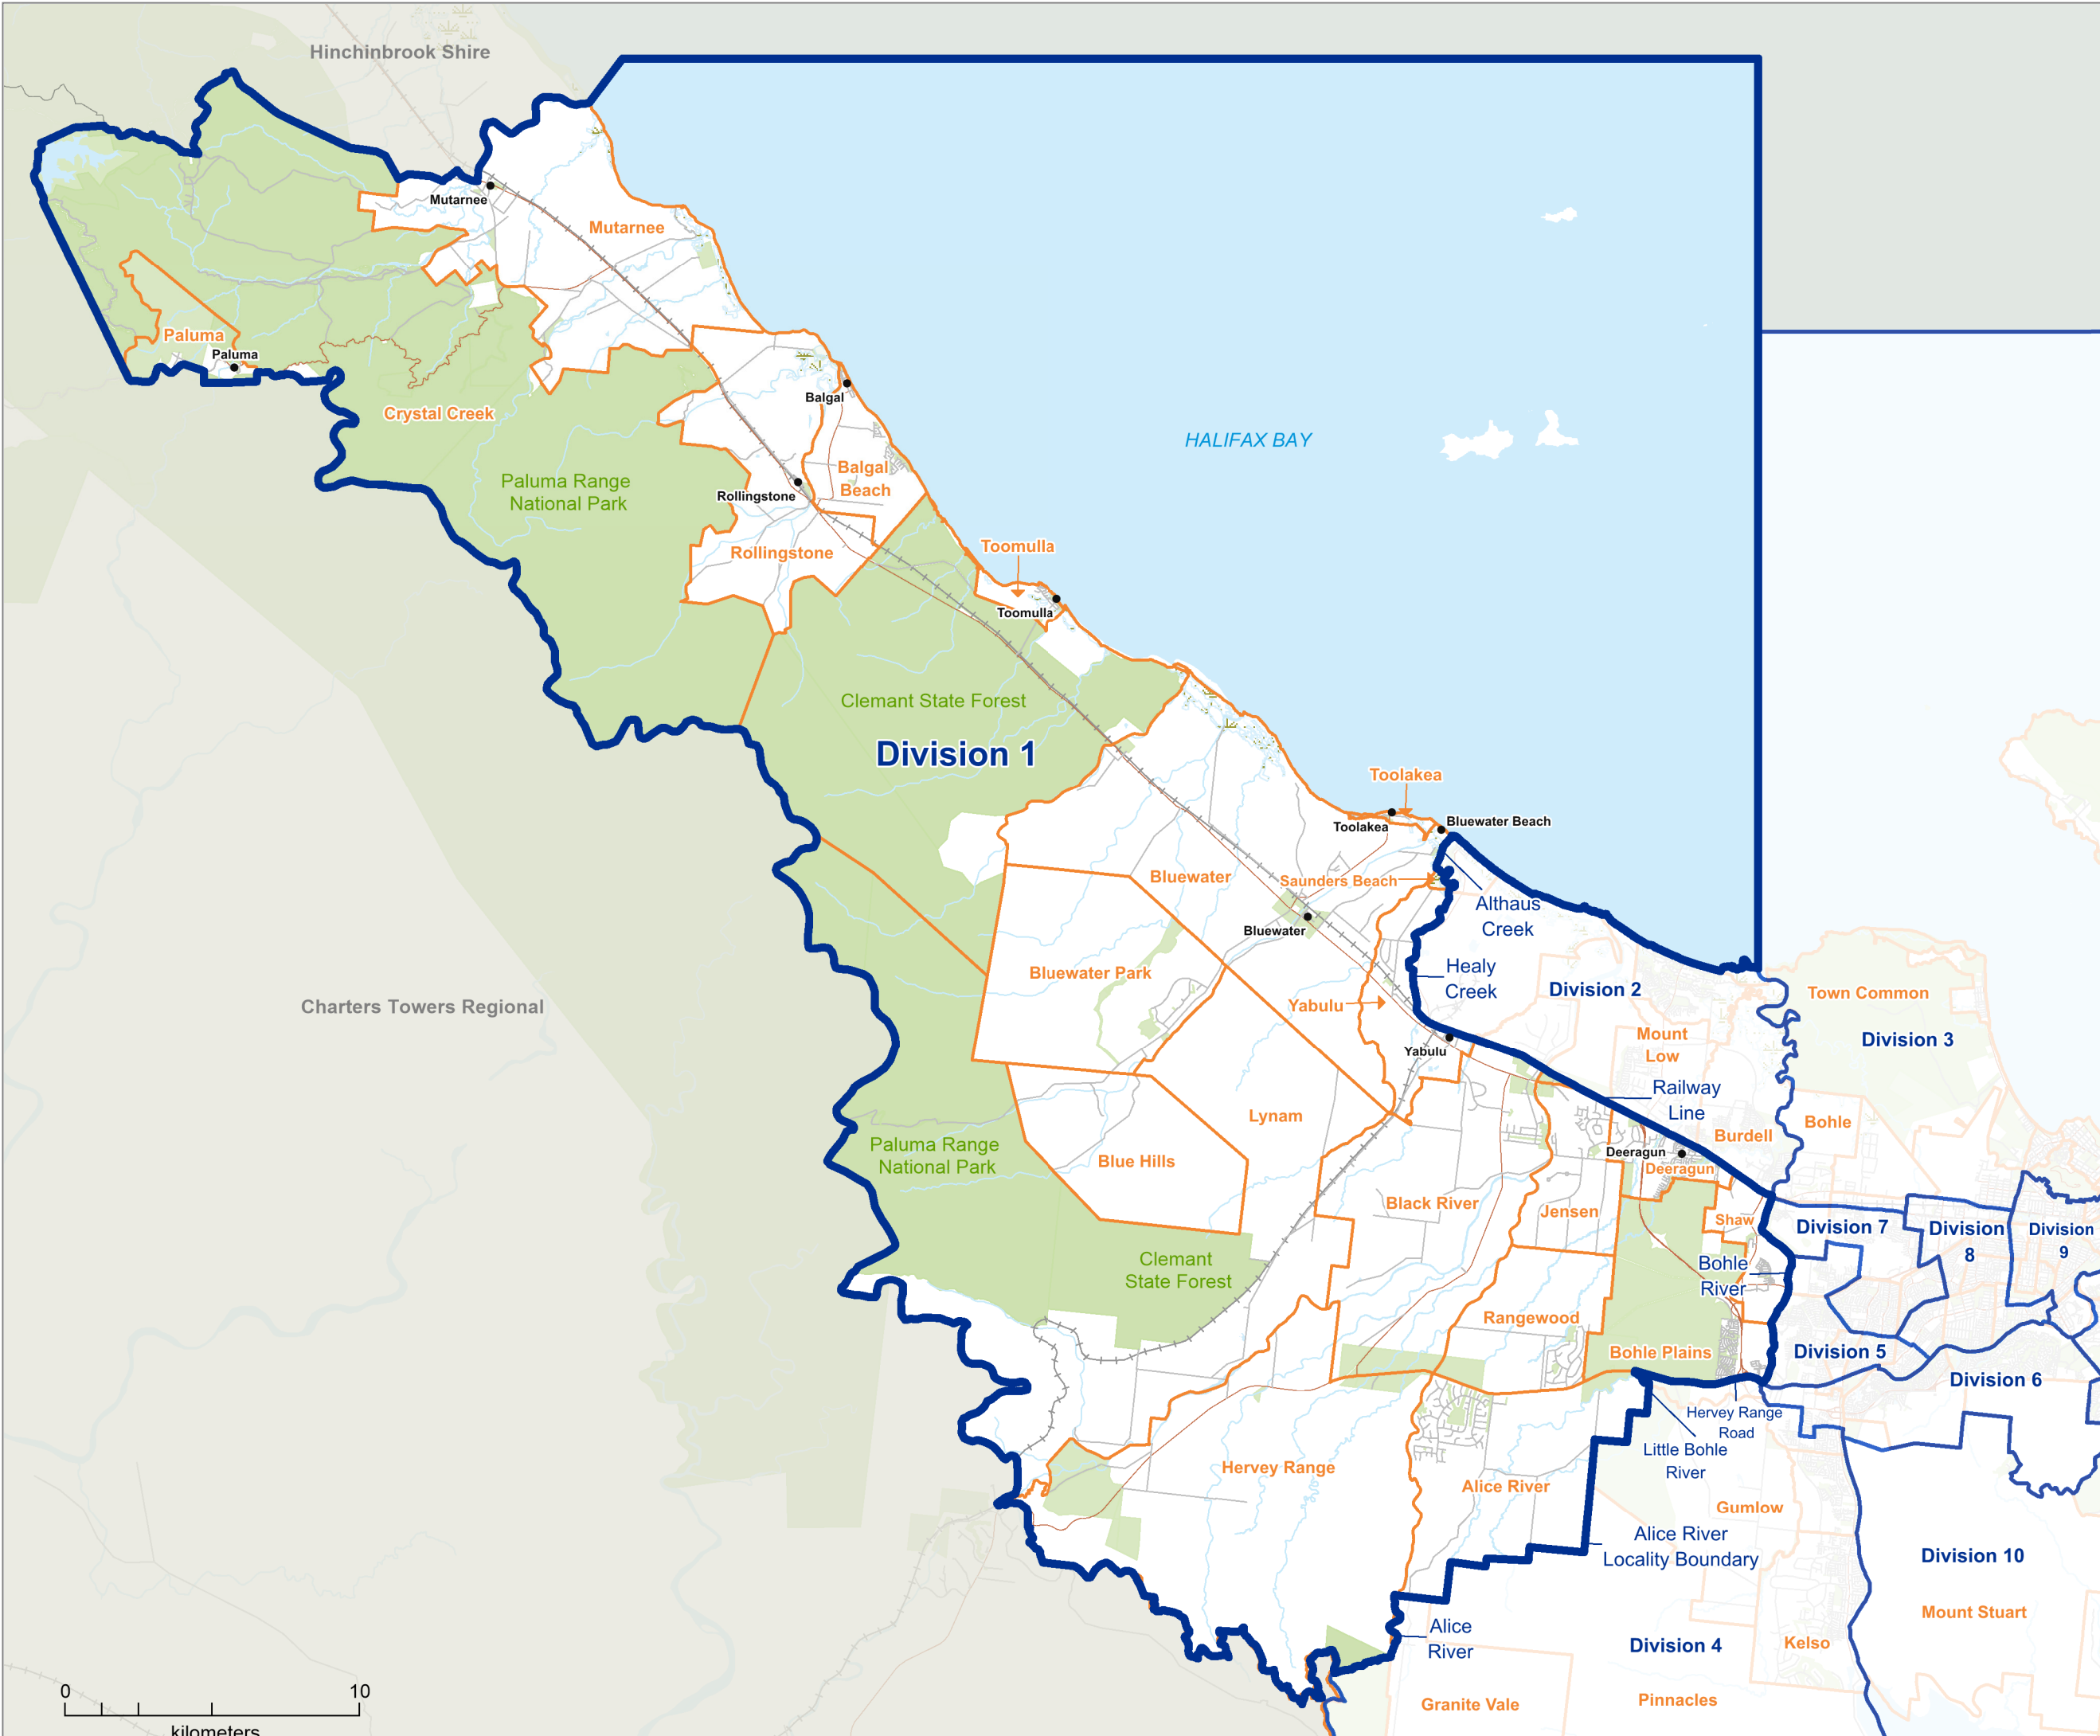 Hinchinbrook Shire
Mutarnee
Mutarnee
Paluma
Paluma
Crystal Creek
Balgal
HALIFAX BAY
Balgal
Beach
Paluma Range
National Park
Rollingstone
Rollingstone
Toomulla
Toomulla
Clemant State Forest
Division 1
Toolakea
Toolakea
Bluewater Beach
Bluewater
Saunders Beach
Althaus
Creek
Bluewater
Bluewater Park
Healy
Creek
Division 2
Town Common
Charters Towers Regional
Yabulu
Mount
Low
Division 3
Yabulu
Railway
Line
Lynam
Bohle
Burdell
Paluma Range
National Park
Blue Hills
Deeragun
Deeragun
Black River
Jensen
Shaw
Division 7
Division
8
Division
9
Clemant
State Forest
Bohle
River
Rangewood
Bohle Plains
Division 5
Division 6
Hervey Range
Road
Little Bohle
River
Hervey Range
Alice River
Gumlow
Alice River
Locality Boundary
Division 10
Mount Stuart
Alice
River
Division 4
Kelso
Granite Vale
Pinnacles
0 10
kilometers